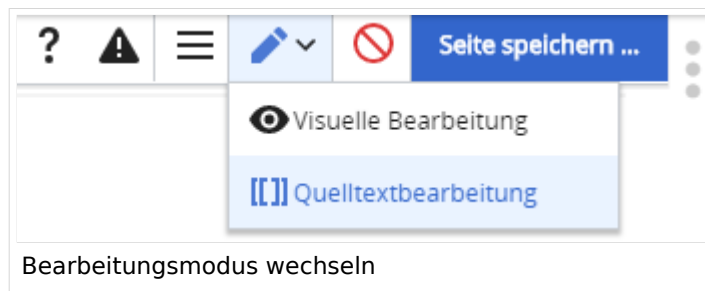 ? Seite speichern ...
Visuelle Bearbeitung
[[ ]] Quelltextbearbeitung
Bearbeitungsmodus wechseln